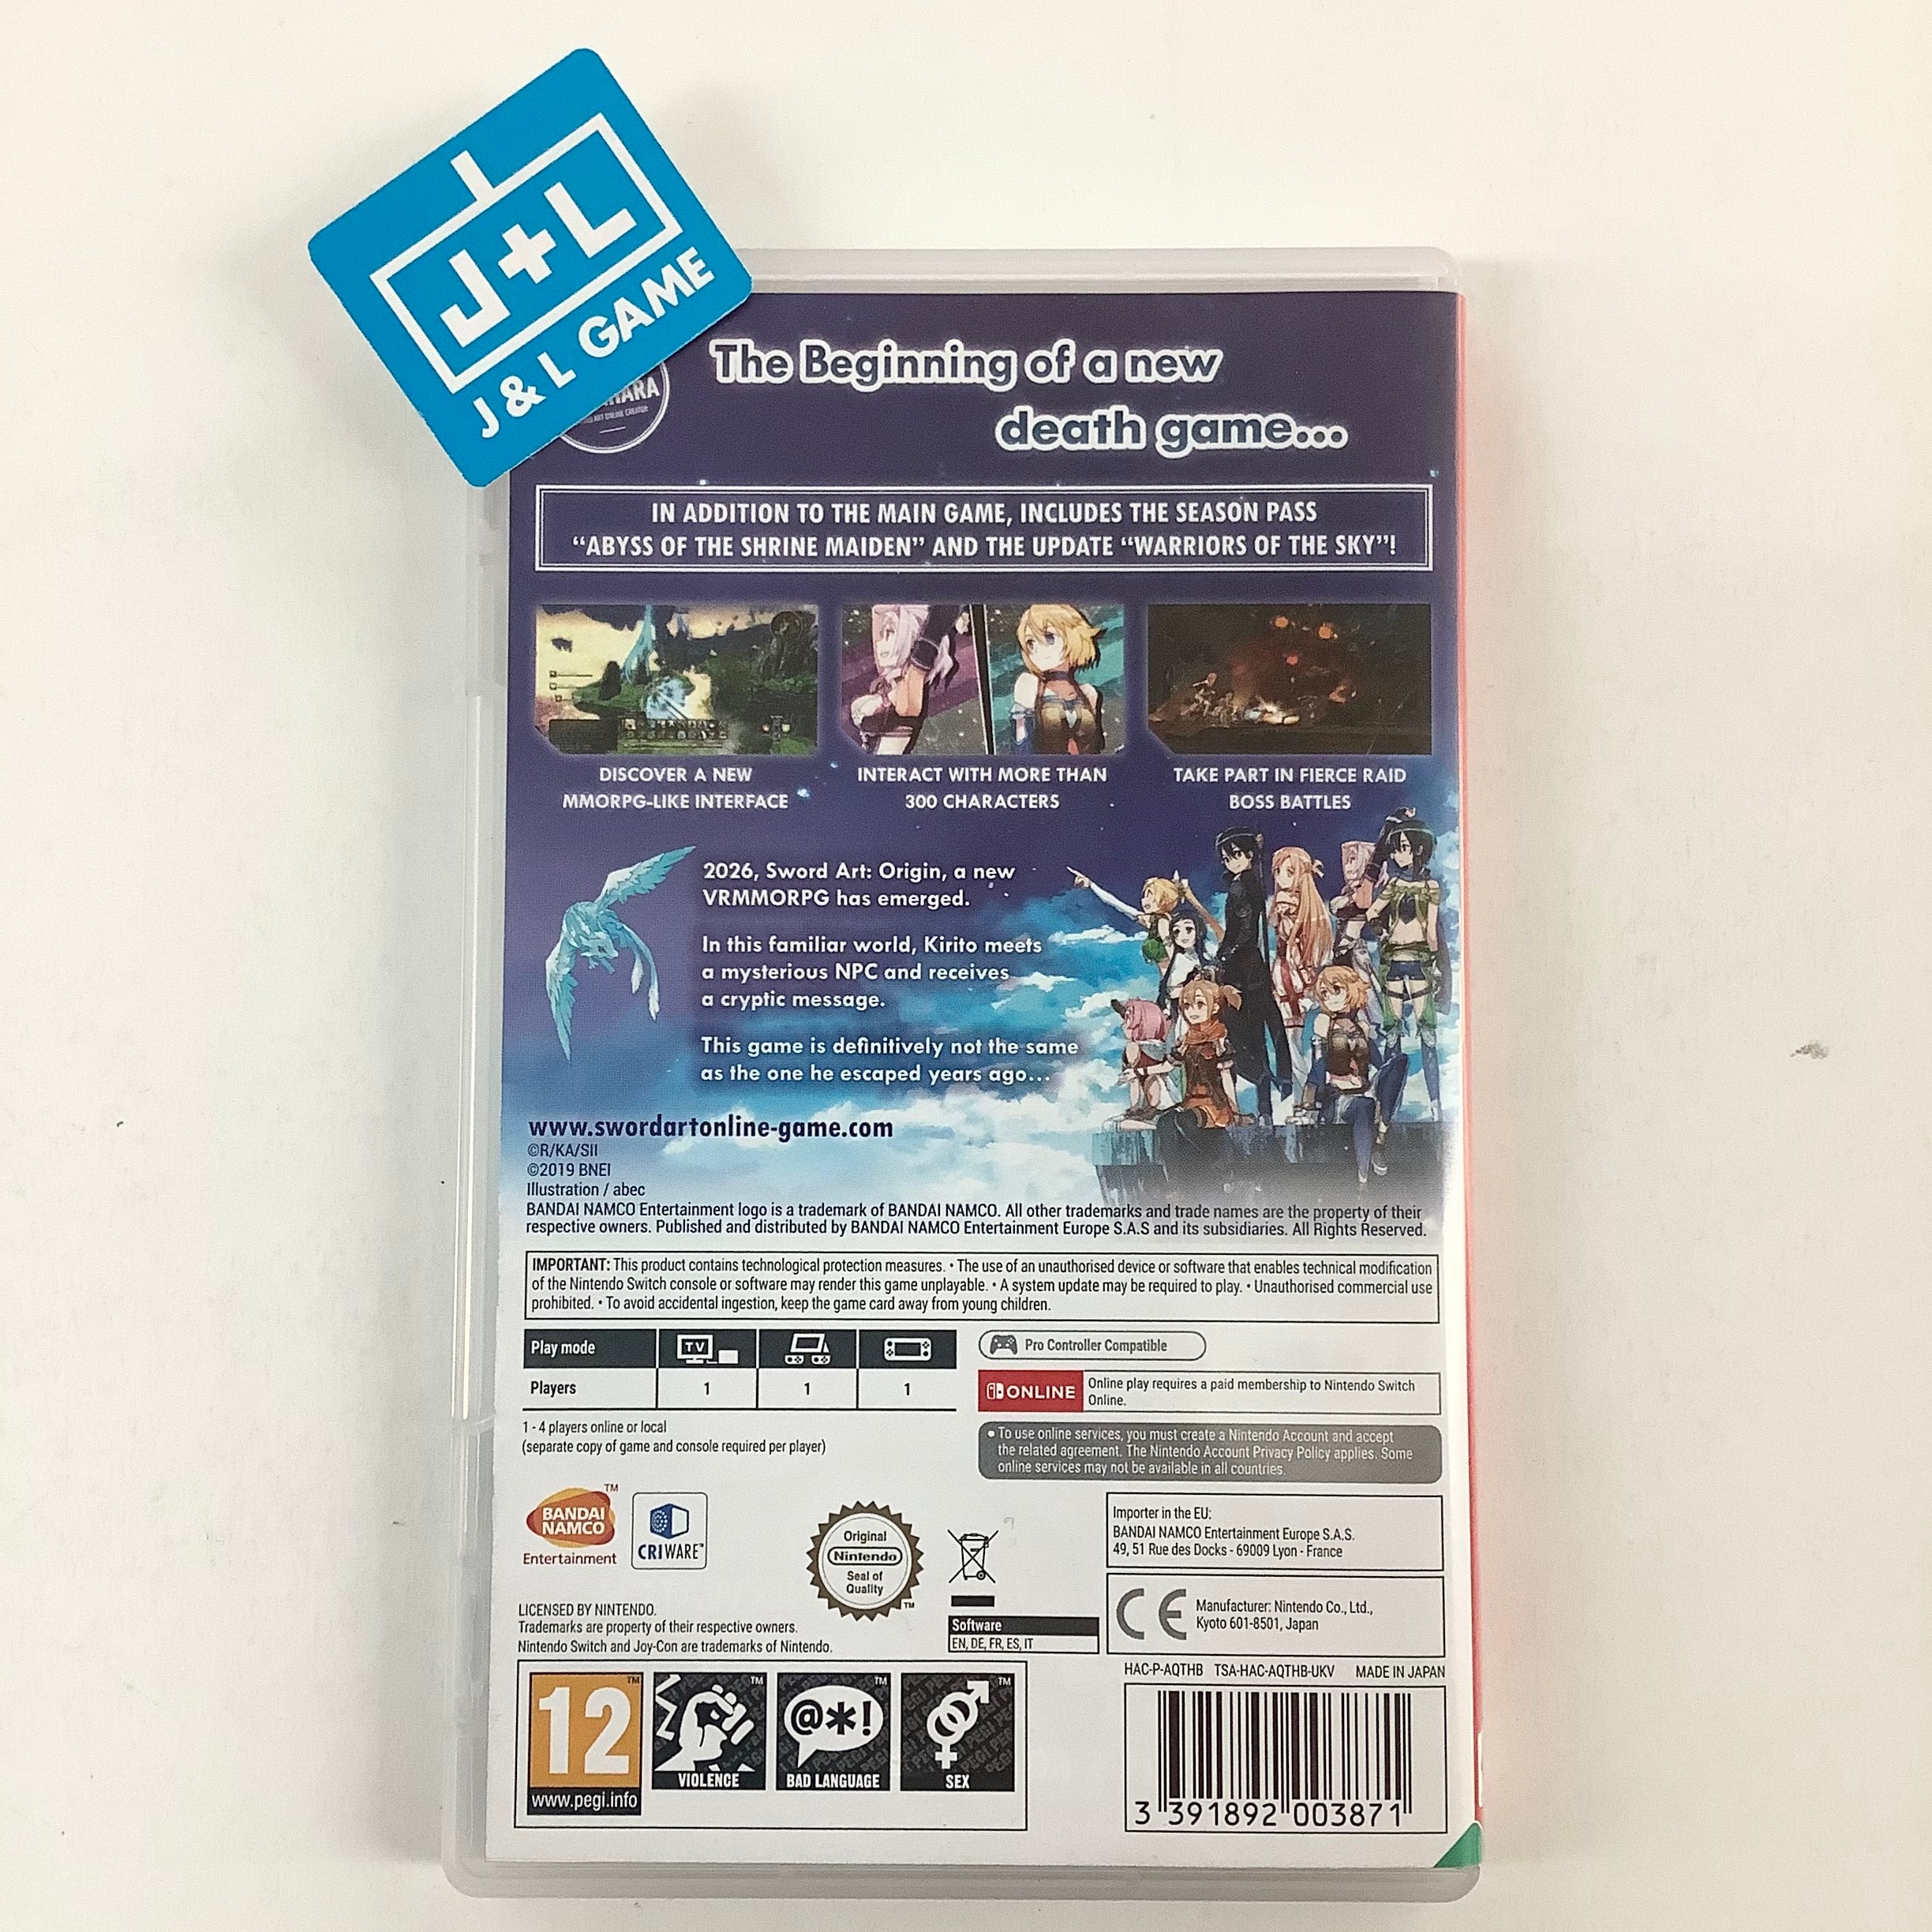 J+L
J & L GAME
The Beginning of a new
death game...
IN ADDITION TO THE MAIN GAME, INCLUDES THE SEASON PASS
“ABYSS OF THE SHRINE MAIDEN” AND THE UPDATE “WARRIORS OF THE SKY”!
DISCOVER A NEW
MMORPG-LIKE INTERFACE
INTERACT WITH MORE THAN
300 CHARACTERS
TAKE PART IN FIERCE RAID
BOSS BATTLES
2026, Sword Art: Origin, a new
VRMMORPG has emerged.
In this familiar world, Kirito meets
a mysterious NPC and receives
a cryptic message.
This game is definitively not the same
as the one he escaped years ago...
www.swordartonline-game.com
©R/KA/SII
©2019 BNEI
Illustration / abec
BANDAI NAMCO Entertainment logo is a trademark of BANDAI NAMCO. All other trademarks and trade names are the property of their
respective owners. Published and distributed by BANDAI NAMCO Entertainment Europe S.A.S and its subsidiaries. All Rights Reserved.
IMPORTANT: This product contains technological protection measures. • The use of an unauthorised device or software that enables technical modification
of the Nintendo Switch console or software may render this game unplayable. • A system update may be required to play. • Unauthorised commercial use
prohibited. • To avoid accidental ingestion, keep the game card away from young children.
Play mode
TV
Players 1 1 1
1 - 4 players online or local
(separate copy of game and console required per player)
Pro Controller Compatible
ONLINE
Online play requires a paid membership to Nintendo Switch
Online.
• To use online services, you must create a Nintendo Account and accept
the related agreement. The Nintendo Account Privacy Policy applies. Some
online services may not be available in all countries.
BANDAI
NAMCO
Entertainment
™
CRIWARE™
Original
Nintendo
Seal of
Quality
™
Importer in the EU:
BANDAI NAMCO Entertainment Europe S.A.S.
49, 51 Rue des Docks - 69009 Lyon - France
CE
Manufacturer: Nintendo Co., Ltd.,
Kyoto 601-8501, Japan
LICENSED BY NINTENDO.
Trademarks are property of their respective owners.
Nintendo Switch and Joy-Con are trademarks of Nintendo.
Software
EN, DE, FR, ES, IT
HAC-P-AQTHB TSA-HAC-AQTHB-UKV MADE IN JAPAN
12™
www.pegi.info
™
VIOLENCE
@*!™
BAD LANGUAGE
™
SEX
3 391892 003871